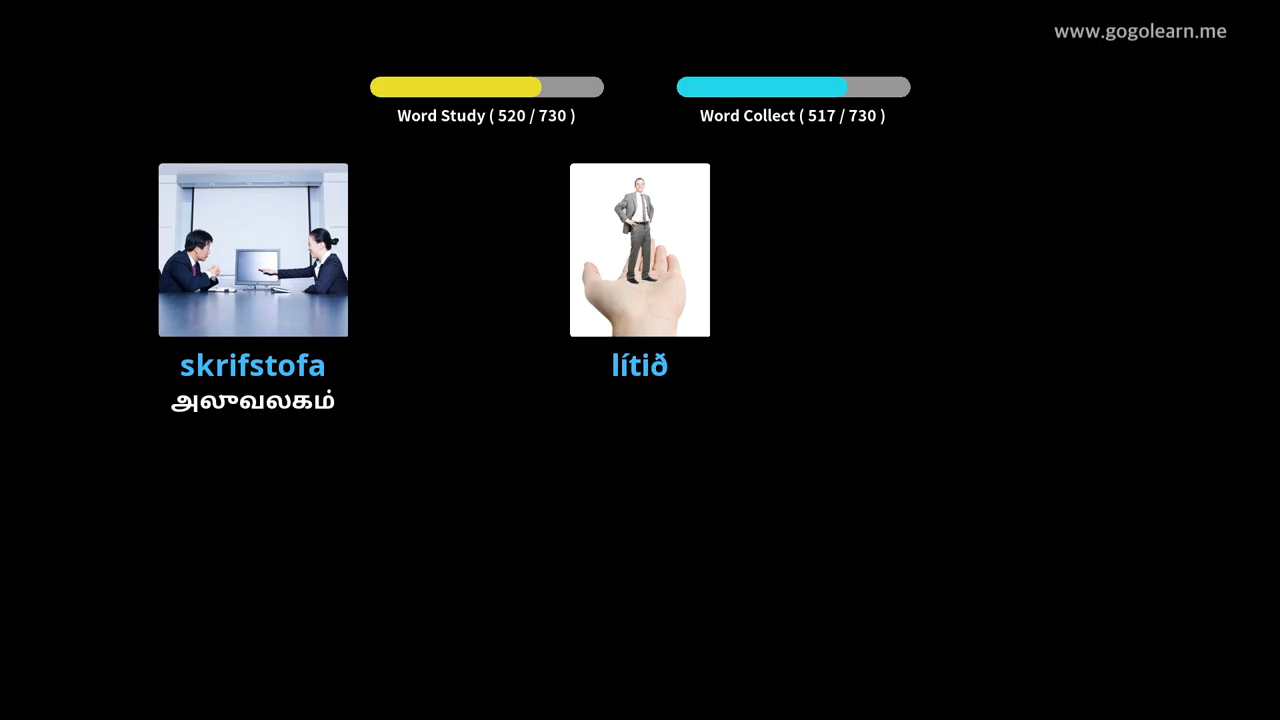 www.gogolearn.me
Word Study ( 520 / 730 )
Word Collect ( 517 / 730 )
skrifstofa
அலுவலகம்
lítið